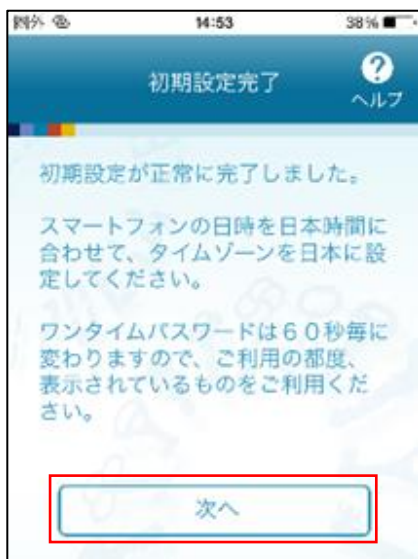 圏外 14:53 38%
初期設定完了
?
ヘルプ
初期設定が正常に完了しました。
スマートフォンの日時を日本時間に
合わせて、タイムゾーンを日本に設
定してください。
ワンタイムパスワードは60秒毎に
変わりますので、ご利用の都度、
表示されているものをご利用くだ
さい。
次へ